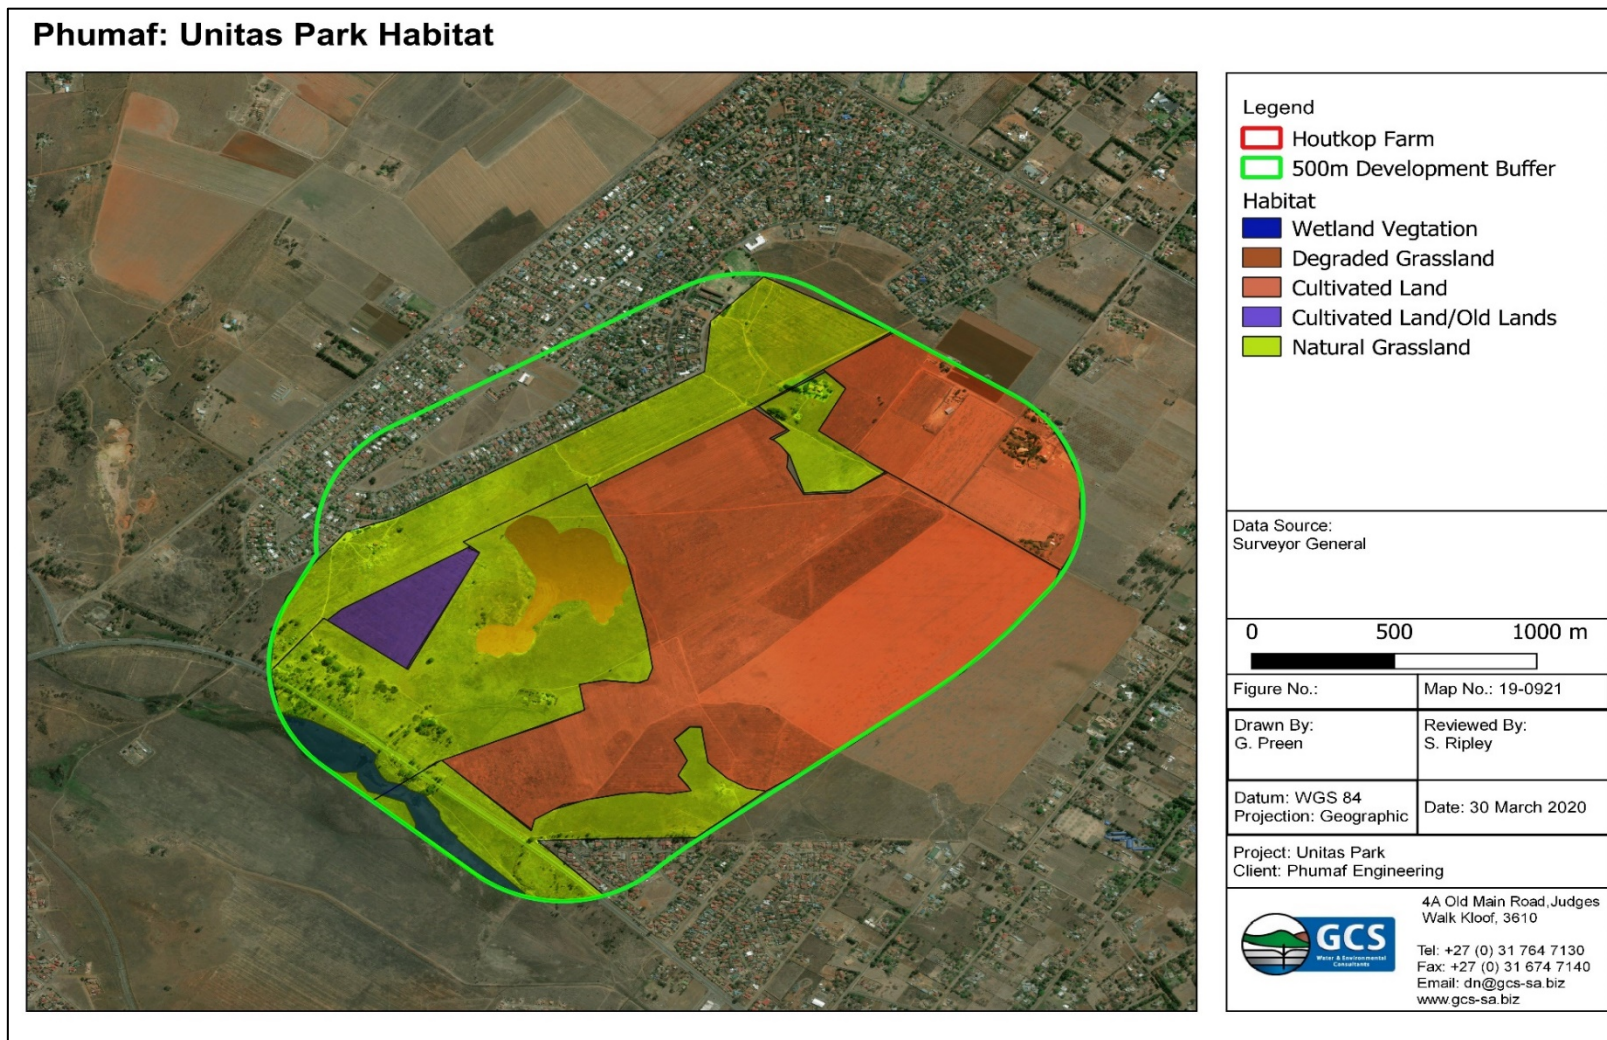 Phumaf: Unitas Park Habitat
Legend
Houtkop Farm
500m Development Buffer
Habitat
Wetland Vegtation
Degraded Grassland
Cultivated Land
Cultivated Land/Old Lands
Natural Grassland
Data Source:
Surveyor General
0 500 1000 m
Figure No.: Map No.: 19-0921
Drawn By: Reviewed By:
G. Preen S. Ripley
Datum: WGS 84
Projection: Geographic Date: 30 March 2020
Project: Unitas Park
Client: Phumaf Engineering
GCS
Water & Environmental
Consultants
4A Old Main Road,Judges
Walk Kloof, 3610
Tel: +27 (0) 31 764 7130
Fax: +27 (0) 31 674 7140
Email: dn@gcs-sa.biz
www.gcs-sa.biz